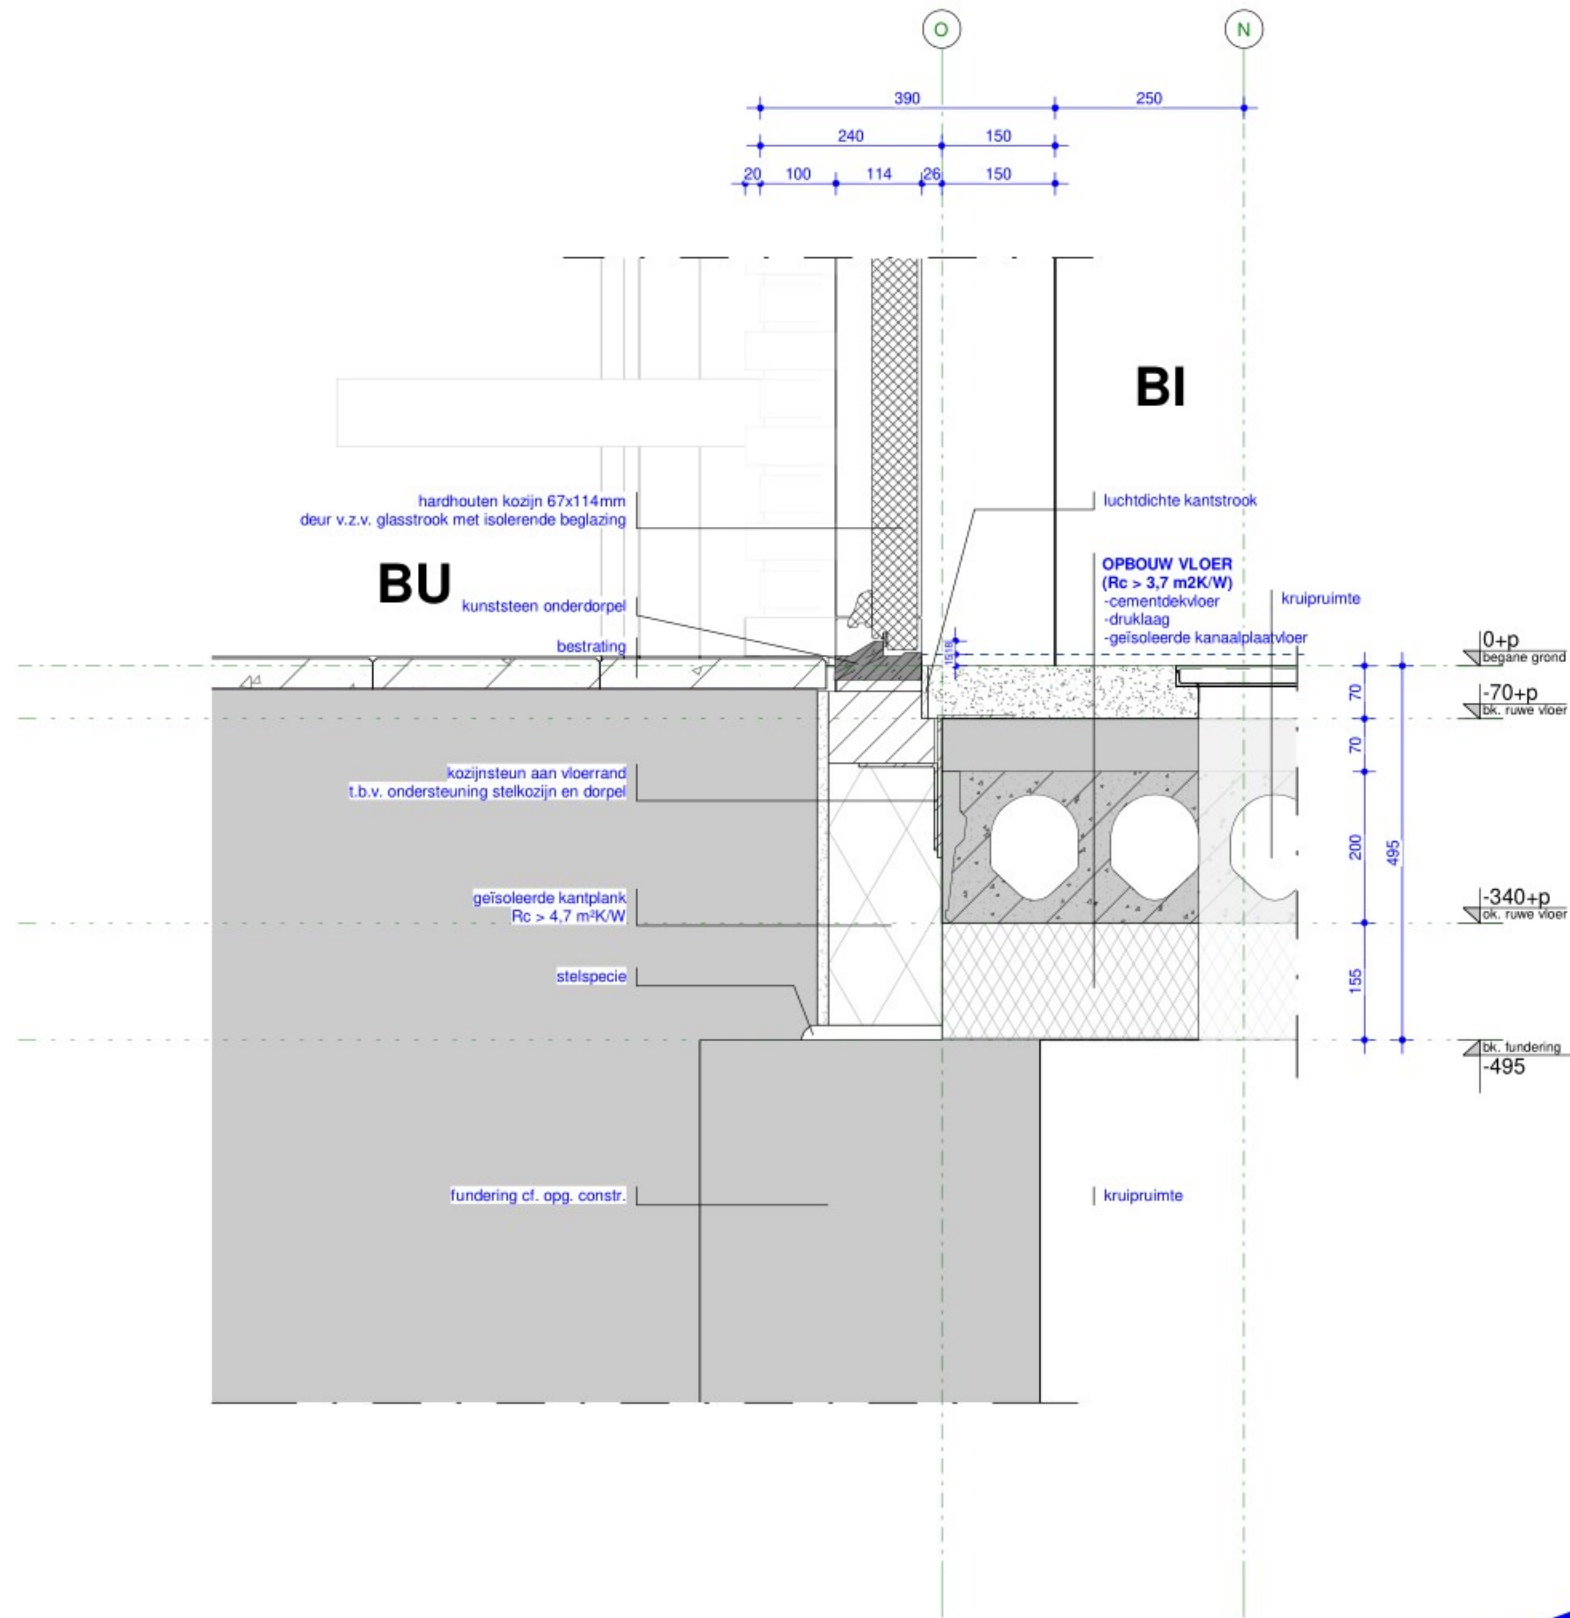 O
N
390
250
240
150
20
100
114
26
150
BI
hardhouten kozijn 67x114mm
deur v.z.v. glasstrook met isolerende beglazing
luchtdichte kantstrook
BU
OPBOUW VLOER
(Rc > 3,7 m2K/W)
-cementdekvloer
-druklaag
-geïsoleerde kanaalplaatvloer
kruipruimte
kunststeen onderdorpel
bestrating
0+p
begane grond
-70+p
bk. ruwe vloer
70
70
200
495
155
kozijnsteun aan vloerrand
t.b.v. ondersteuning stelkozijn en dorpel
geïsoleerde kantplank
Rc > 4,7 m²K/W
-340+p
ok. ruwe vloer
stelspecie
bk. fundering
-495
fundering cf. opg. constr.
kruipruimte